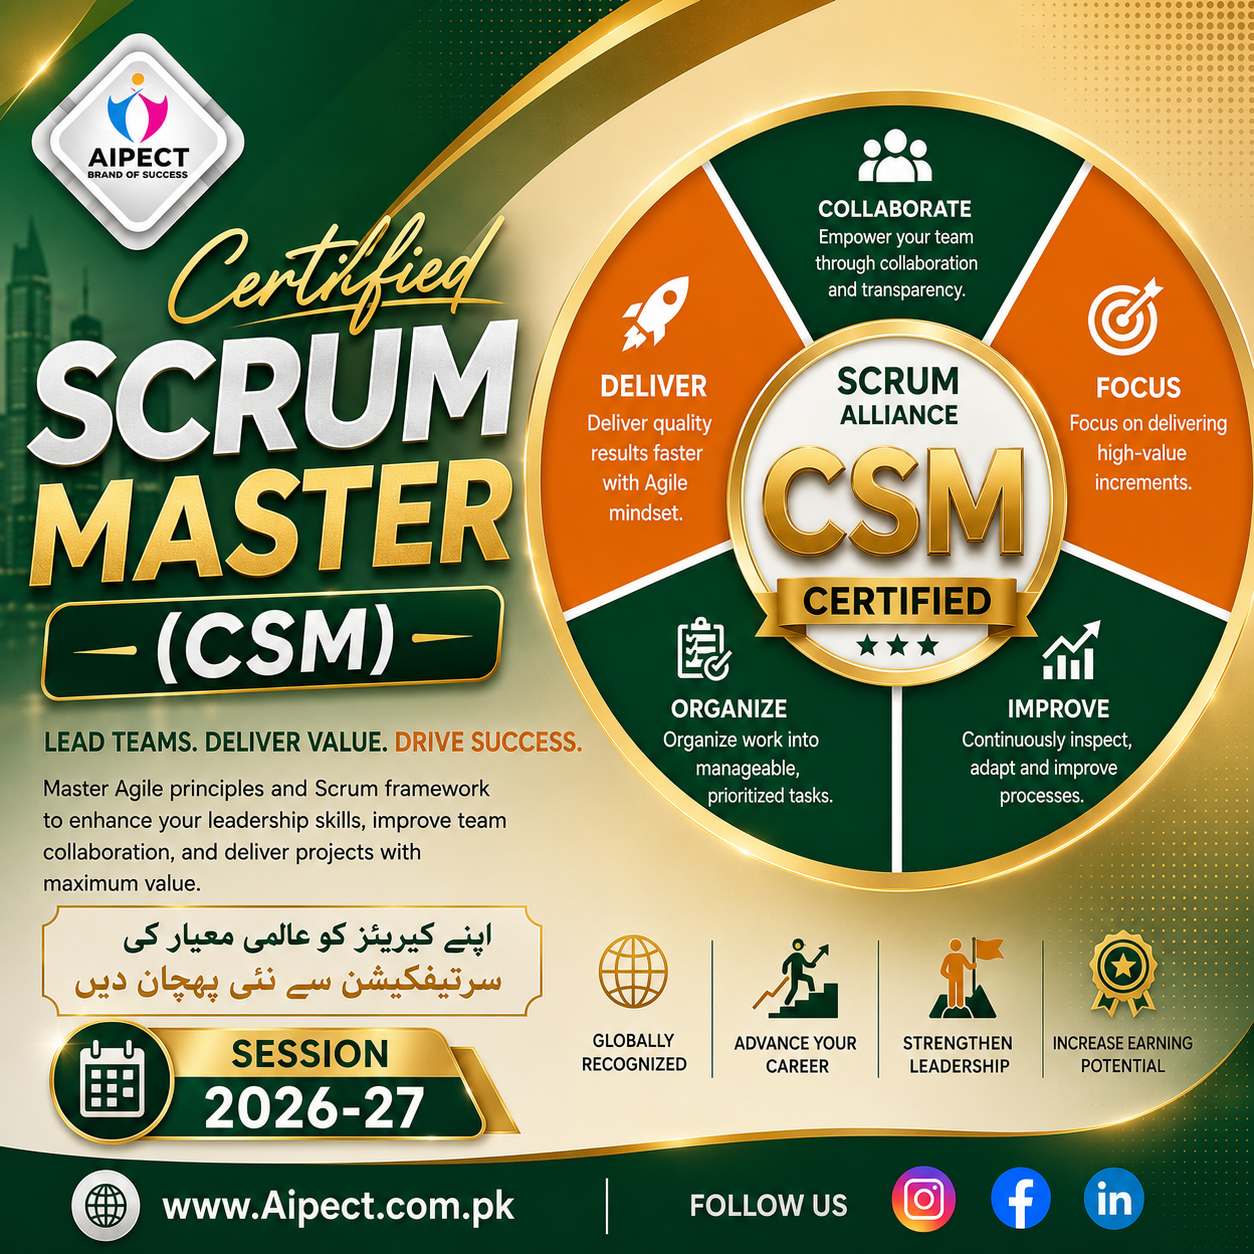 AIPECT
BRAND OF SUCCESS
Certified
SCRUM
MASTER
(CSM)
LEAD TEAMS. DELIVER VALUE. DRIVE SUCCESS.
Master Agile principles and Scrum framework
to enhance your leadership skills, improve team
collaboration, and deliver projects with
maximum value.
اپنے کیریئز کو عالمی معیار کی
سرتیفکیشن سے نئی پهچان دیں
SESSION
2026-27
COLLABORATE
Empower your team
through collaboration
and transparency.
DELIVER
Deliver quality
results faster
with Agile
mindset.
FOCUS
Focus on delivering
high-value
increments.
SCRUM
ALLIANCE
CSM
CERTIFIED
ORGANIZE
Organize work into
manageable,
prioritized tasks.
IMPROVE
Continuously inspect,
adapt and improve
processes.
GLOBALLY
RECOGNIZED
ADVANCE YOUR
CAREER
STRENGTHEN
LEADERSHIP
INCREASE EARNING
POTENTIAL
www.Aipect.com.pk
FOLLOW US